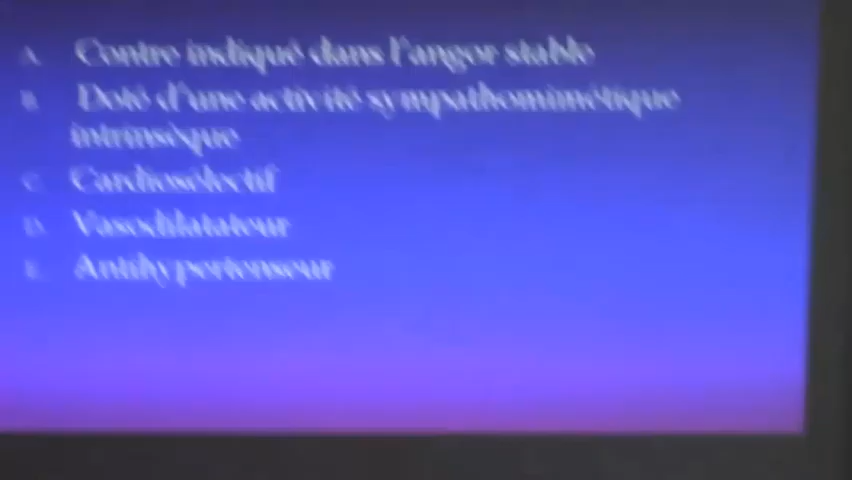 A. Contre indiqué dans l'angor stable
B. Doté d'une activité sympathomimétique
intrinsèque
C. Cardiosélectif
D. Vasodilatateur
E. Antihypertenseur